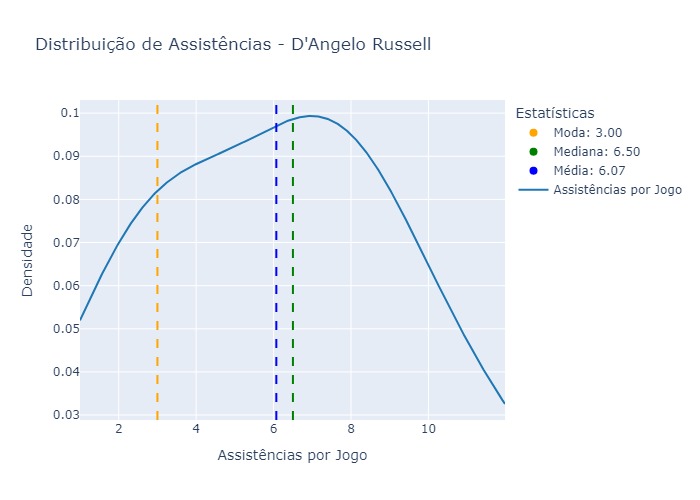 Distribuição de Assistências - D'Angelo Russell
Estatísticas
Moda: 3.00
Mediana: 6.50
Média: 6.07
Assistências por Jogo
Densidade
0.1
0.09
0.08
0.07
0.06
0.05
0.04
0.03
2
4
6
8
10
Assistências por Jogo